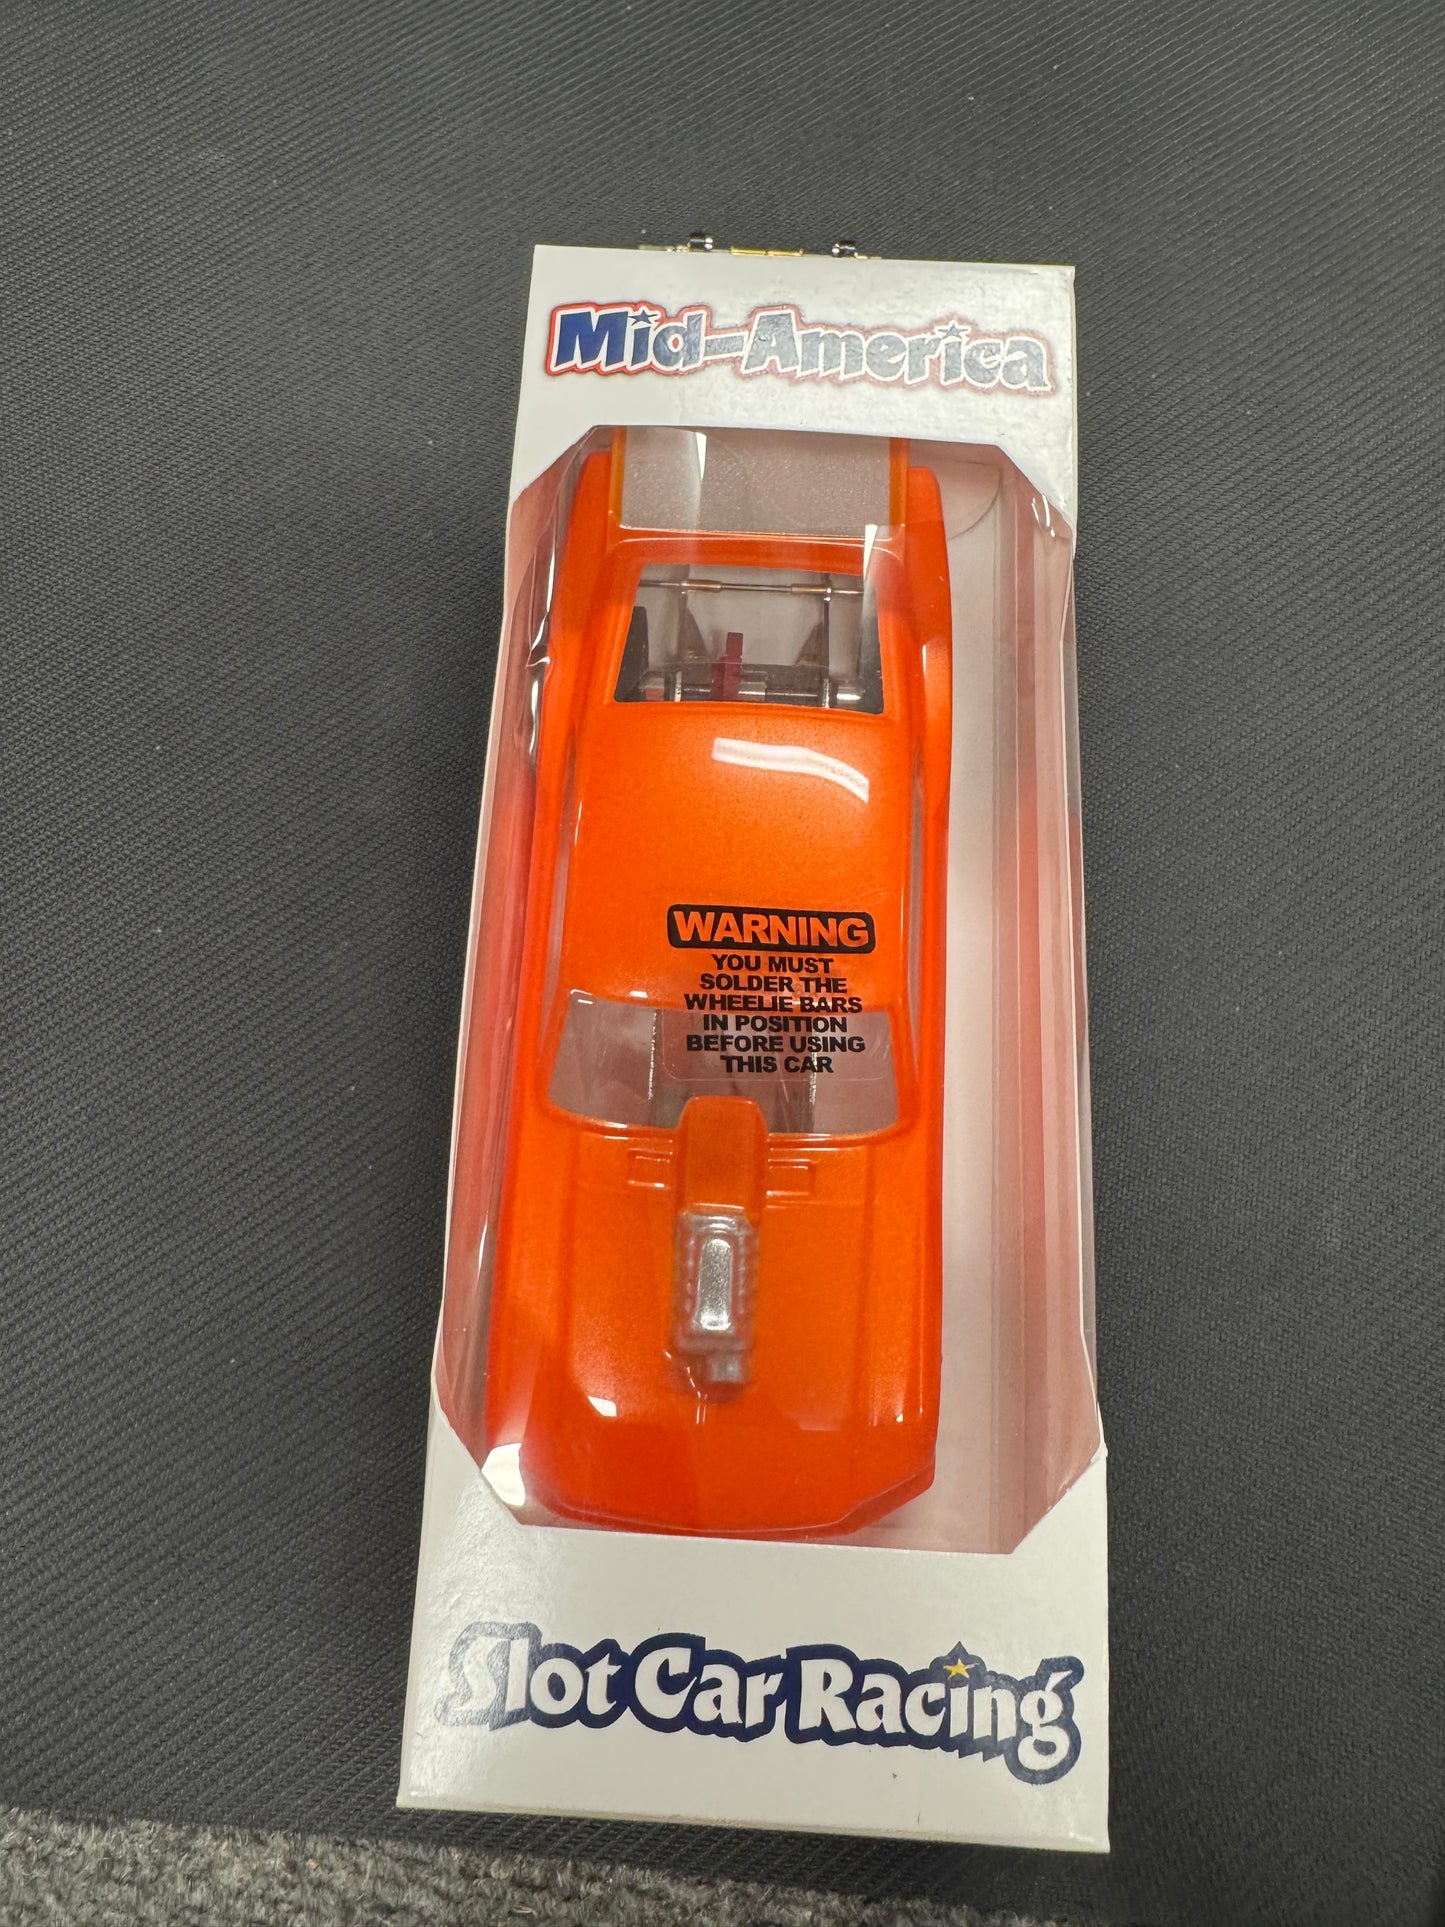 Mid-America
WARNING
YOU MUST
SOLDER THE
WHEELIE BARS
IN POSITION
BEFORE USING
THIS CAR
Slot Car Racing